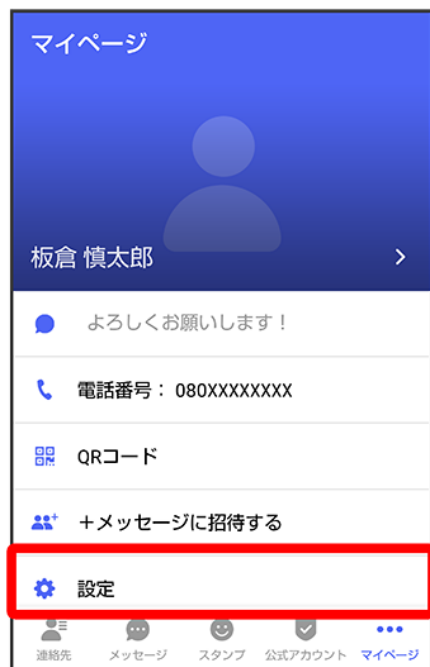 マイページ
板倉 慎太郎
よろしくお願いします！
電話番号： 080XXXXXXXX
QRコード
＋メッセージに招待する
設定
連絡先 メッセージ スタンプ 公式アカウント マイページ